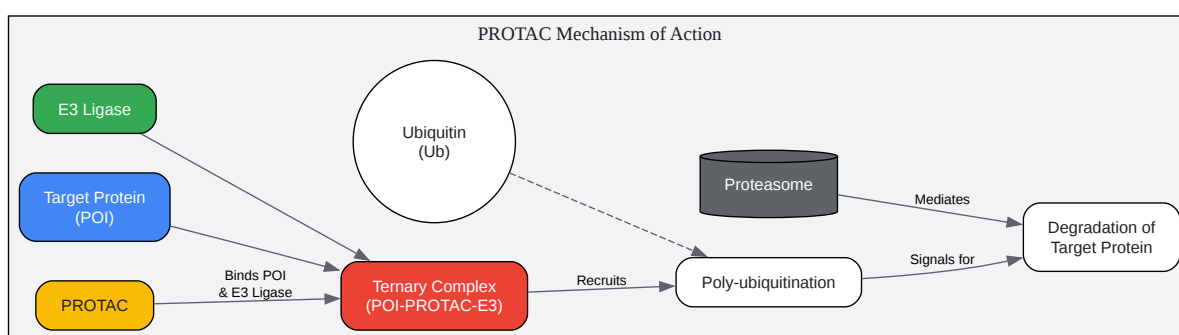 PROTAC Mechanism of Action
E3 Ligase
Ubiquitin
(Ub)
Target Protein
(POI)
Proteasome
Mediates
Degradation of
Target Protein
Binds POI
& E3 Ligase
PROTAC
Ternary Complex
(POI-PROTAC-E3)
Recruits
Poly-ubiquitination
Signals for